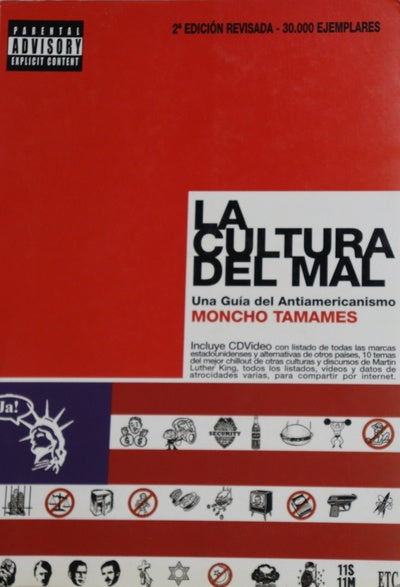 PARENTAL
ADVISORY
EXPLICIT CONTENT
2ª EDICIÓN REVISADA - 30.000 EJEMPLARES
LA
CULTURA
DEL MAL
Una Guía del Antiamericanismo
MONCHO TAMAMES
Incluye CDVideo con listado de todas las marcas
estadounidenses y alternativas de otros países, 10 temas
del mejor chillout de otras culturas y discursos de Martin
Luther King, todos los listados, videos y datos de
atrocidades varias, para compartir por internet.
Ja!
SECURITY
11S
11M
ETC